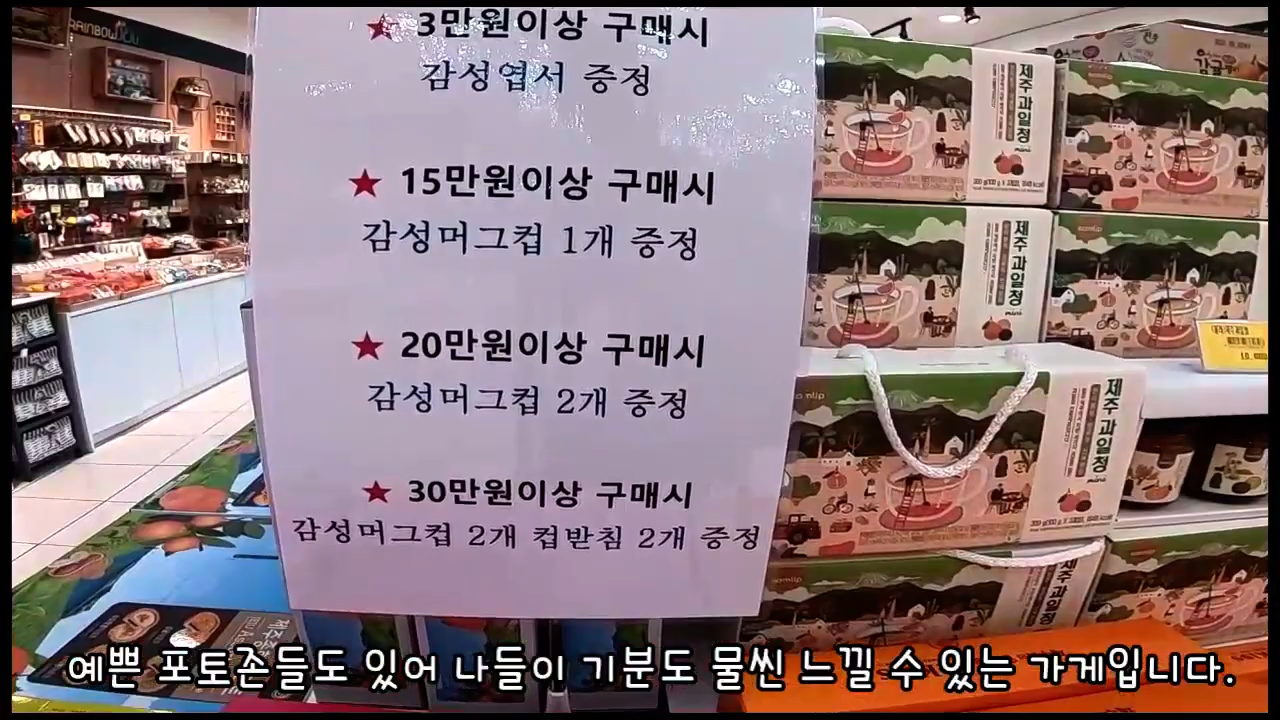 RAINBOW
★ 3만원이상 구매시
감성엽서 증정
★ 15만원이상 구매시
감성머그컵 1개 증정
★ 20만원이상 구매시
감성머그컵 2개 증정
★ 30만원이상 구매시
감성머그컵 2개 컵받침 2개 증정
제주과일청
mini
제주과일청
mini
samlip
제주과일청
mini
samlip
예쁜 포토존들도 있어 나들이 기분도 물씬 느낄 수 있는 가게입니다.